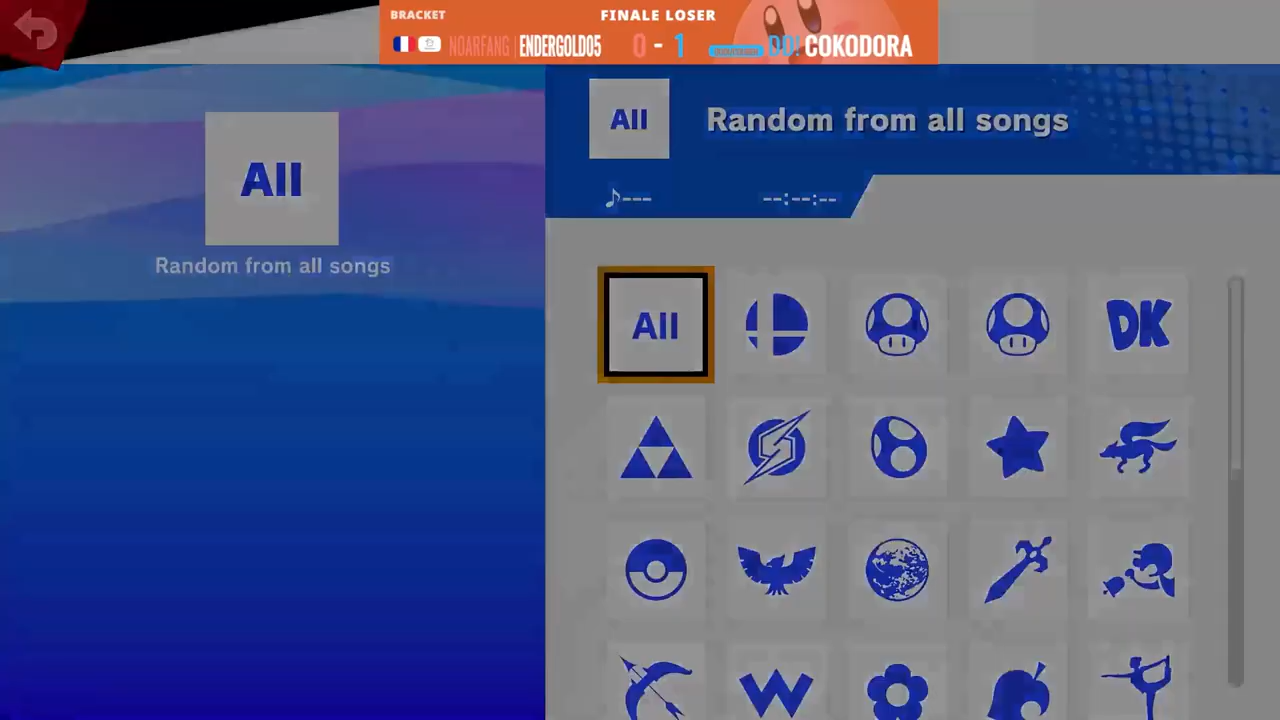 BRACKET
FINALE LOSER
NOARFANG | ENDERGOLD05 0 - 1 DO! COKODORA
All
Random from all songs
All
Random from all songs
♪--- --:--:--
All
DK